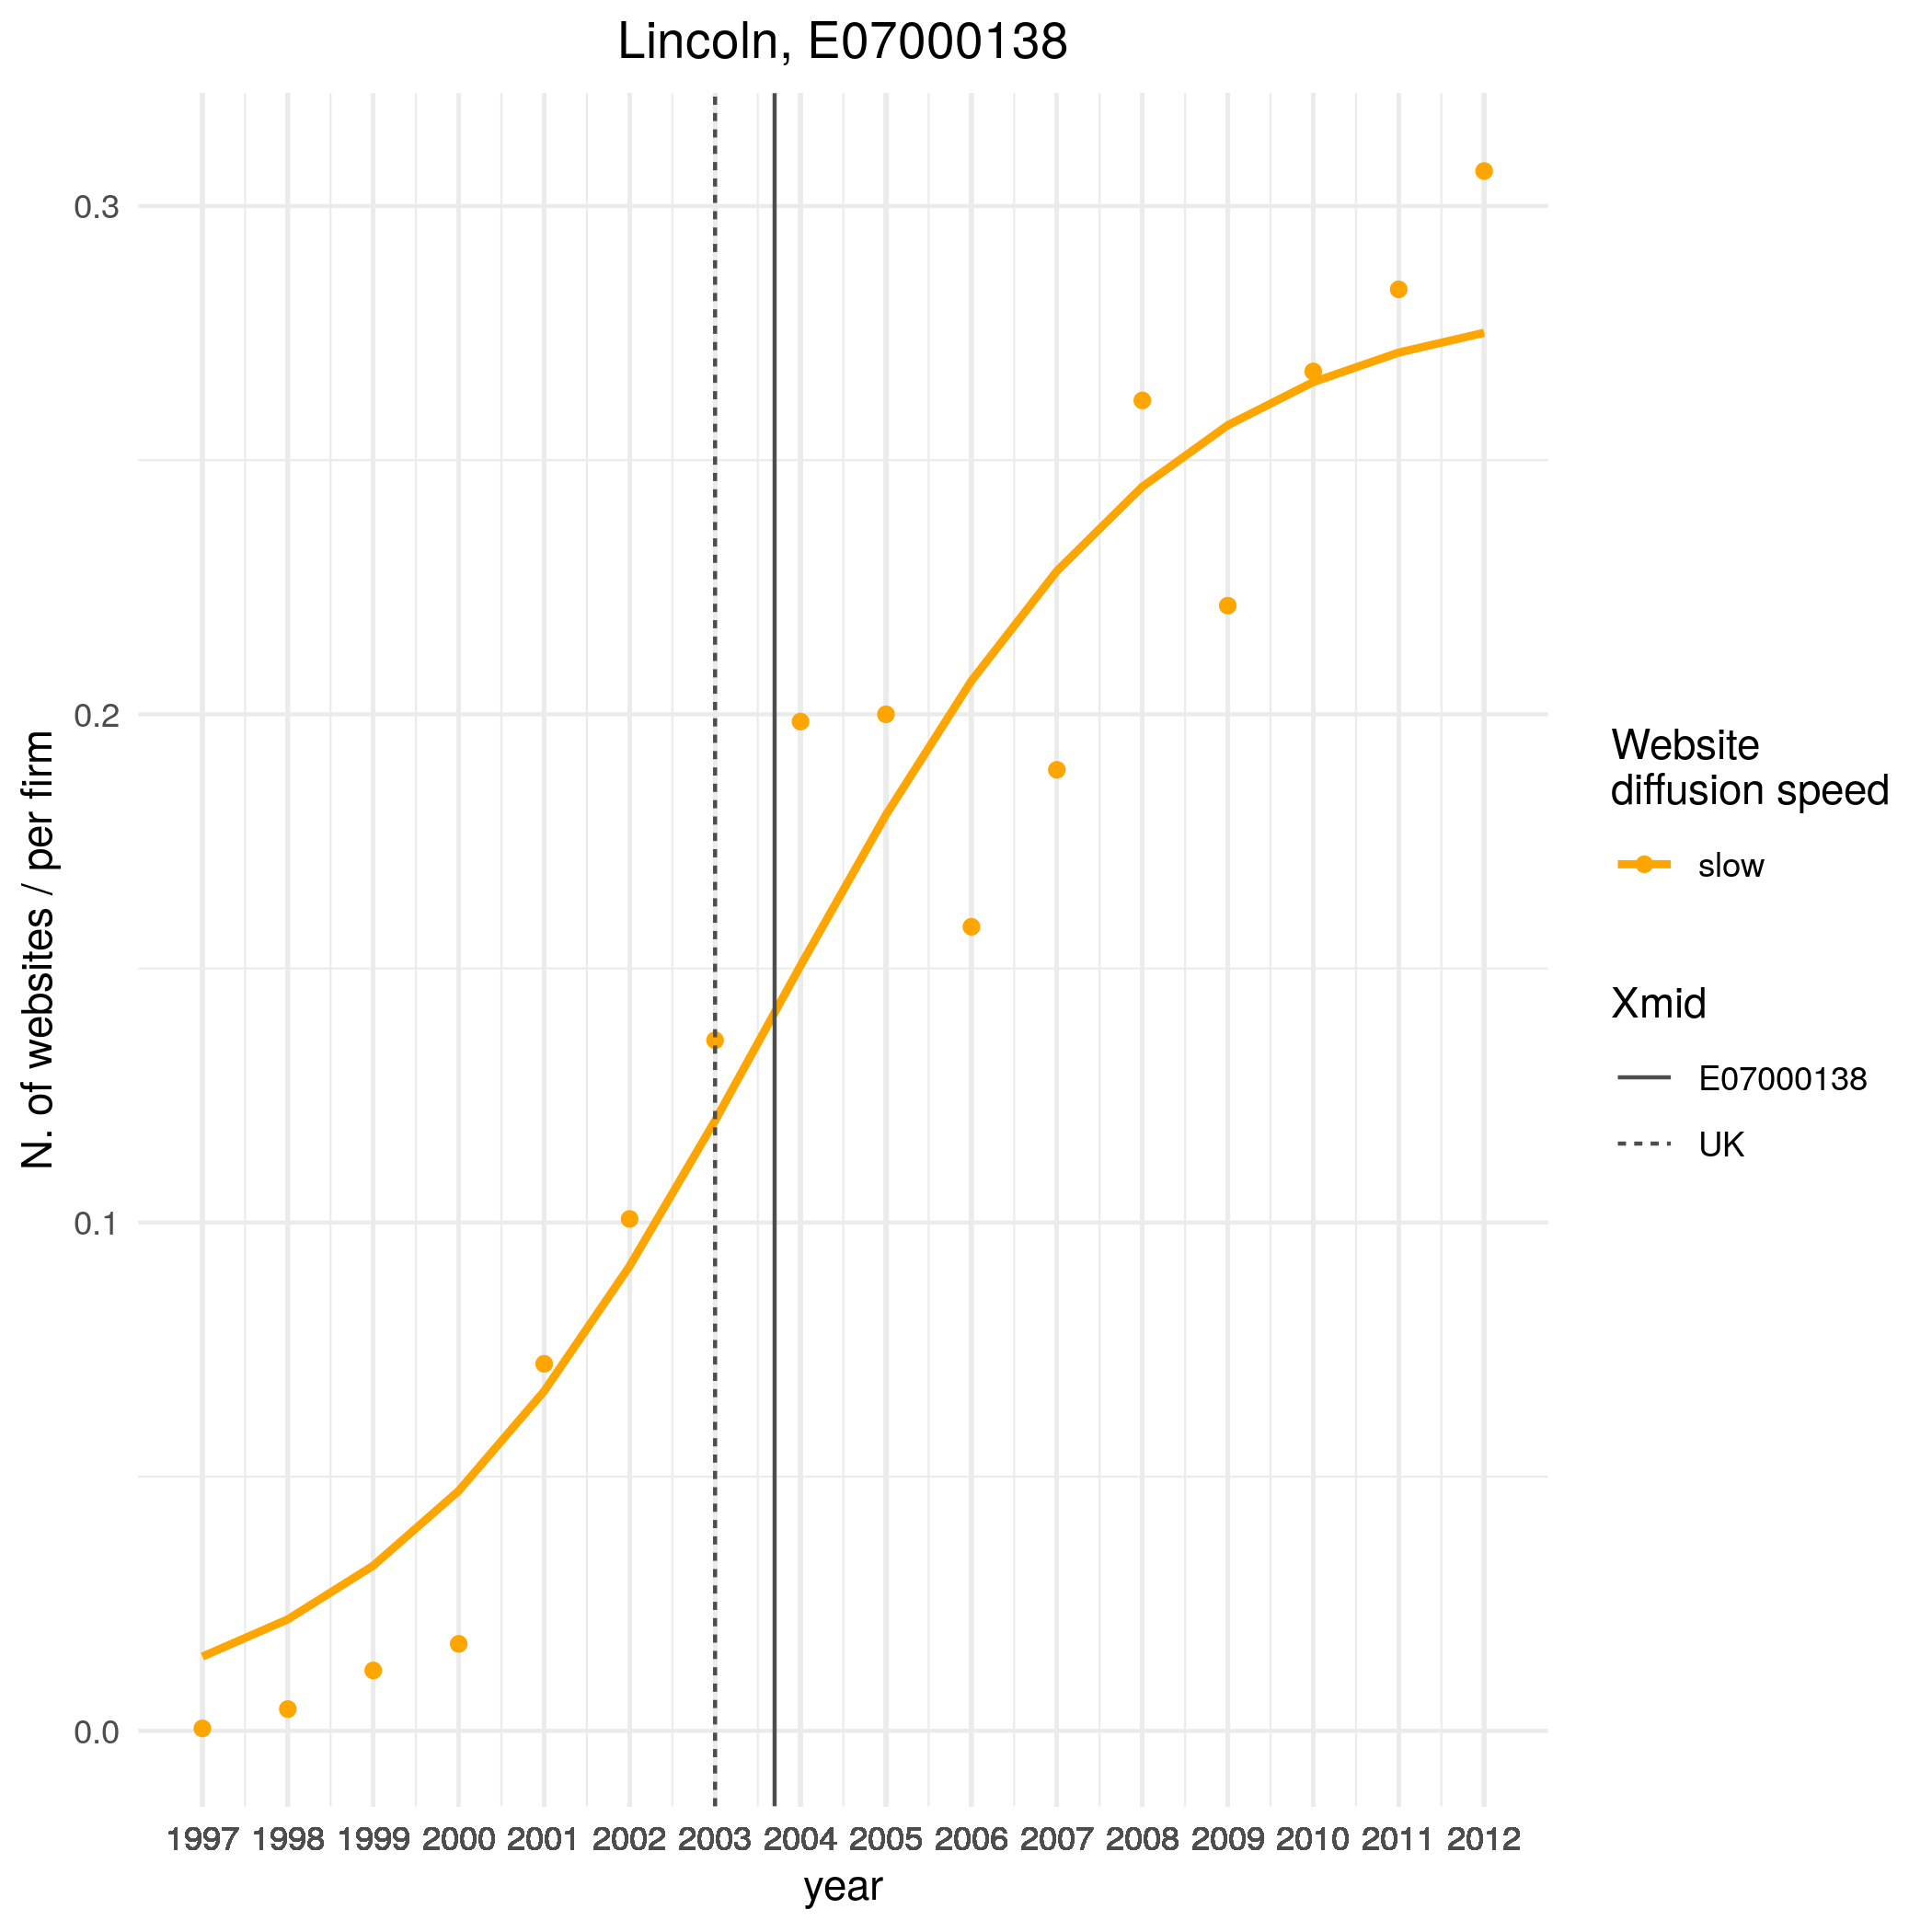 Lincoln, E07000138
N. of websites / per firm
0.3
0.2
0.1
0.0
1997 1998 1999 2000 2001 2002 2003 2004 2005 2006 2007 2008 2009 2010 2011 2012
year
Website
diffusion speed
slow
Xmid
E07000138
UK